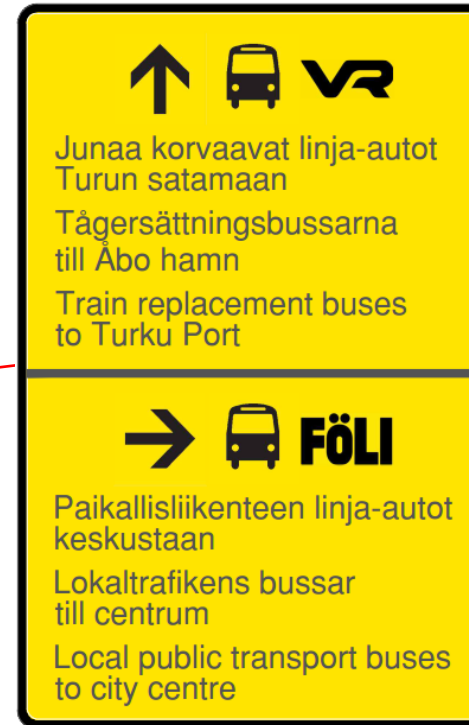 VR
Junaa korvaavat linja-autot
Turun satamaan
Tågersättningsbussarna
till Åbo hamn
Train replacement buses
to Turku Port
FÖLI
Paikallisliikenteen linja-autot
keskustaan
Lokaltrafikens bussar
till centrum
Local public transport buses
to city centre